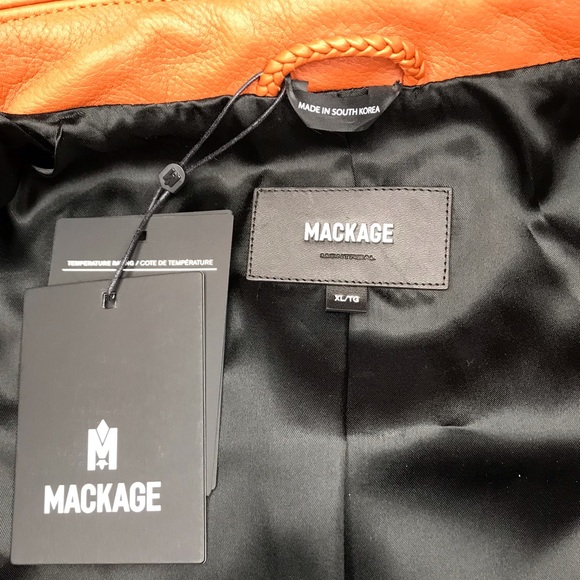 MADE IN SOUTH KOREA
MACKAGE
XL/TG
TEMPERATURE RATING / COTE DE TEMPÉRATURE
M
MACKAGE